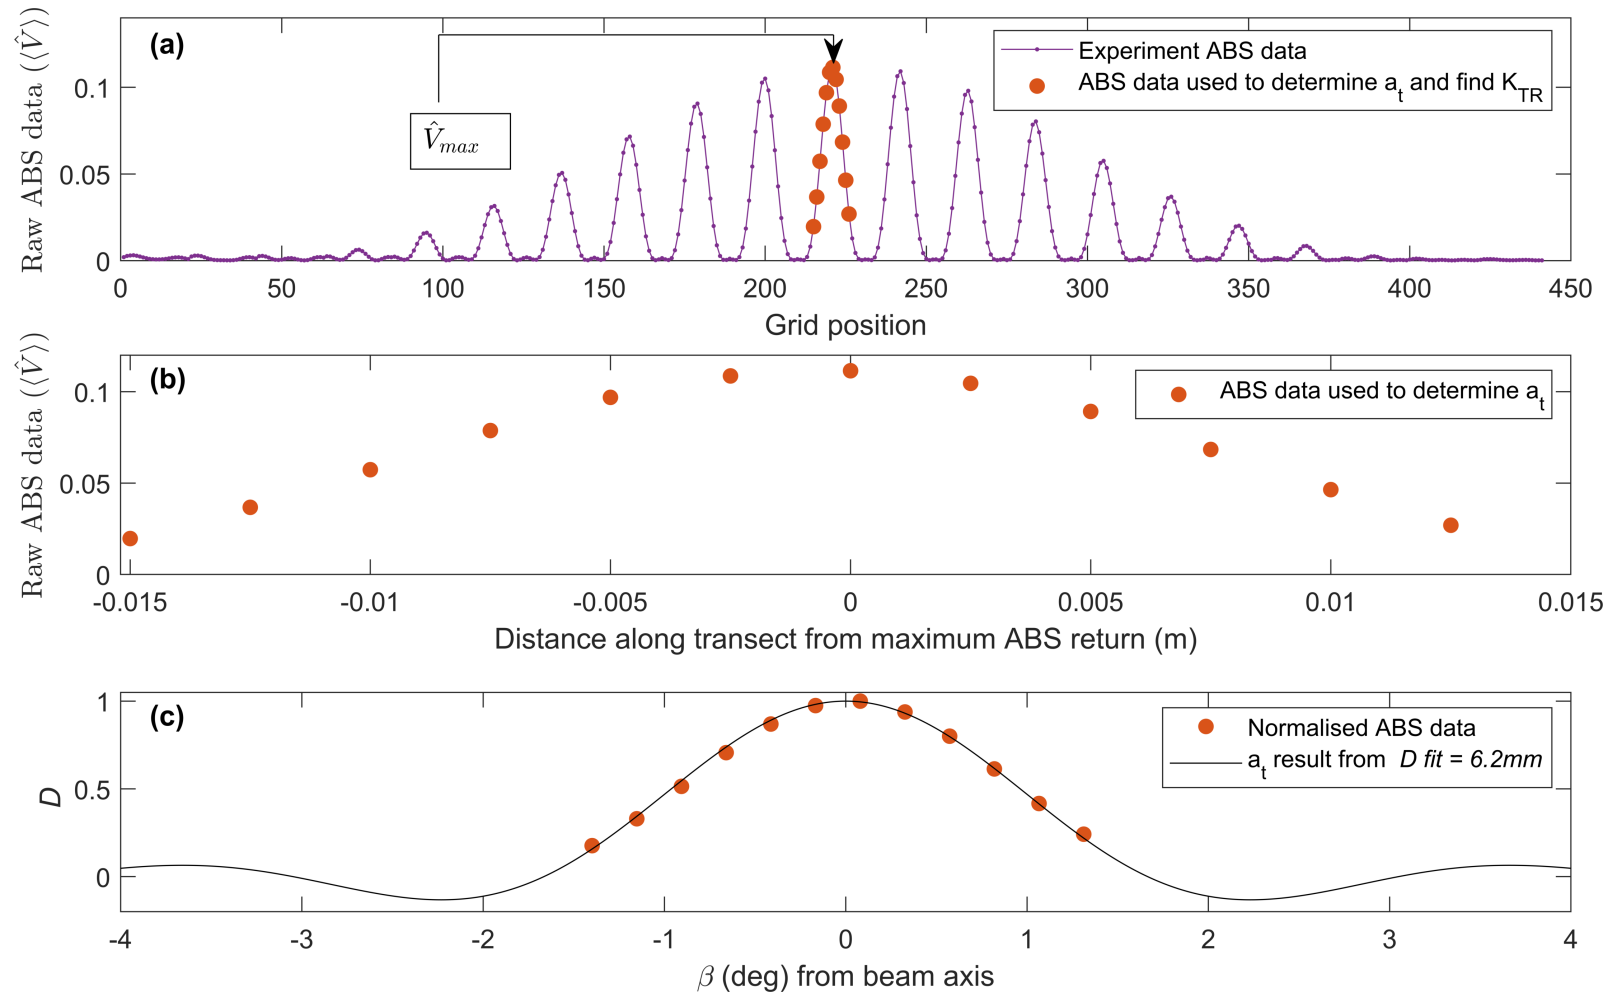 (a)
Raw ABS data (⟨V̂⟩)
0.1
0.05
0
V̂max
Experiment ABS data
ABS data used to determine at and find KTR
0 50 100 150 200 250 300 350 400 450
Grid position
(b)
Raw ABS data (⟨V̂⟩)
0.1
0.05
0
ABS data used to determine at
-0.015 -0.01 -0.005 0 0.005 0.01 0.015
Distance along transect from maximum ABS return (m)
(c)
D
1
0.5
0
Normalised ABS data
at result from D fit = 6.2mm
-4 -3 -2 -1 0 1 2 3 4
β (deg) from beam axis